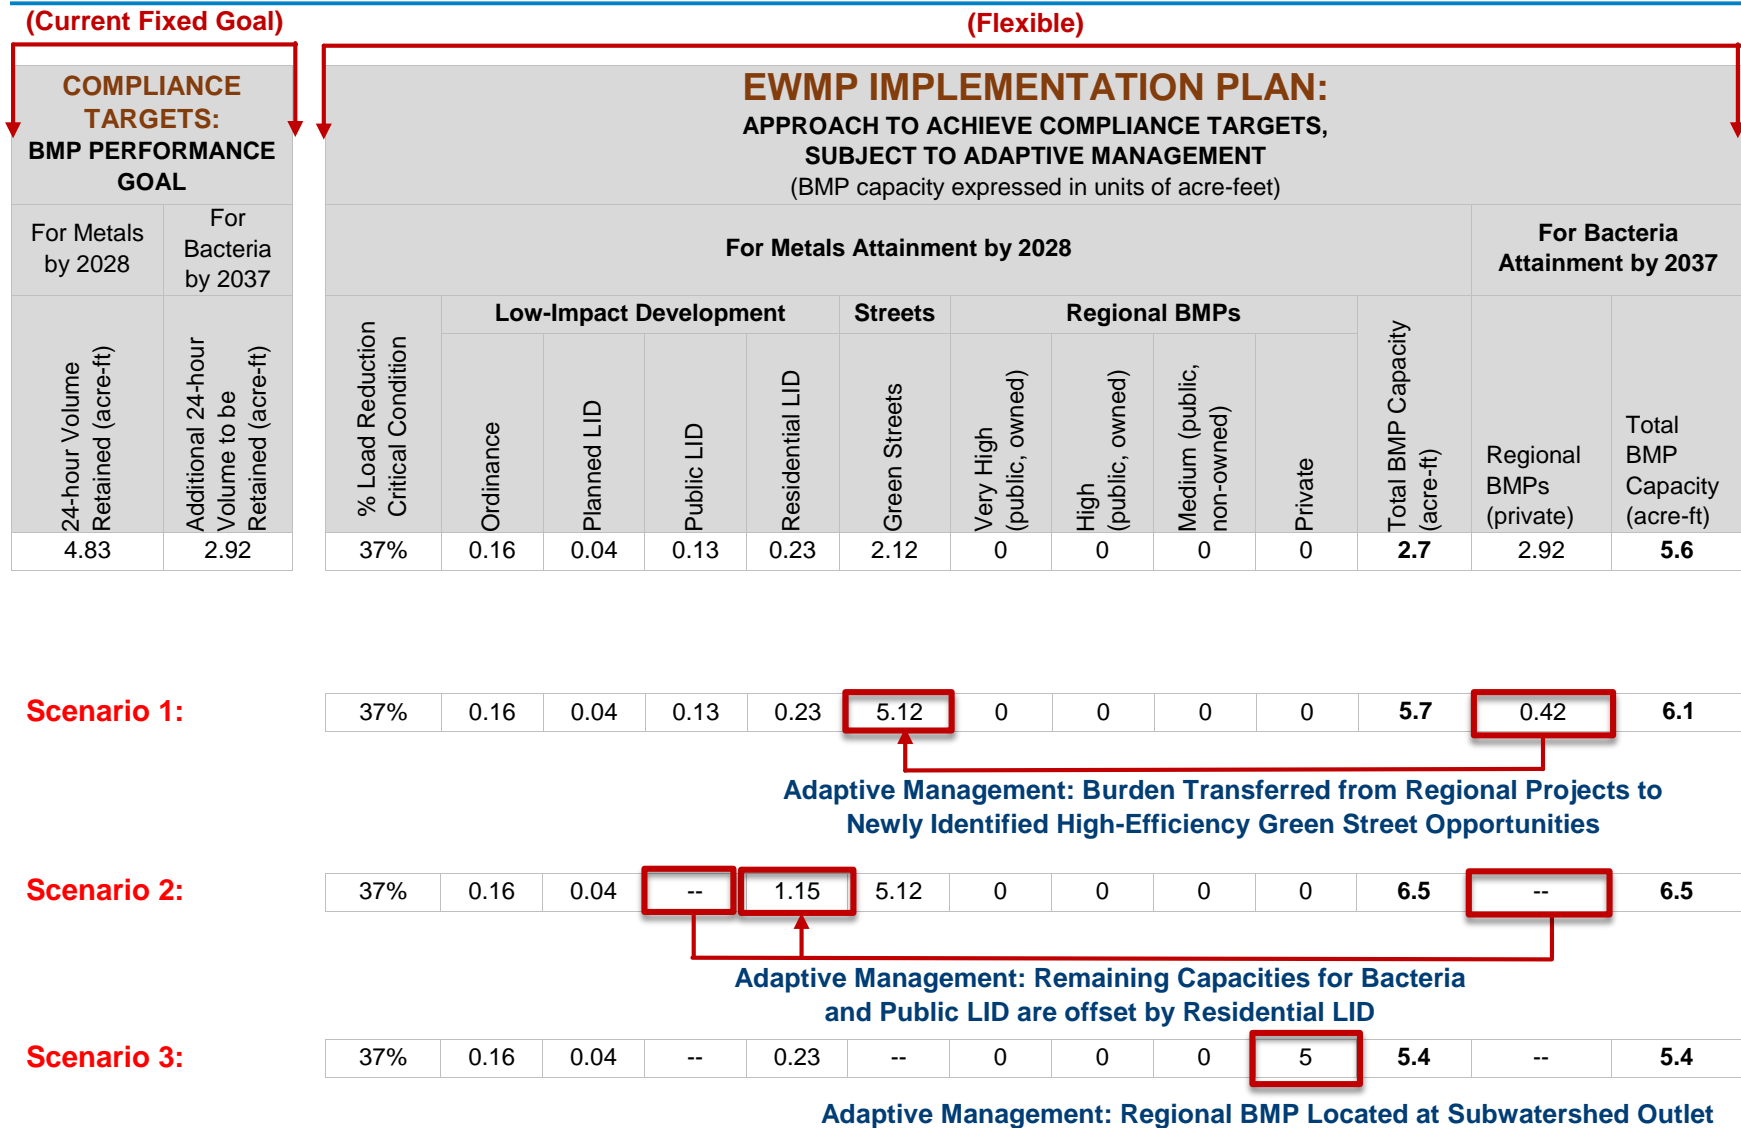 (Current Fixed Goal)
(Flexible)
COMPLIANCE
TARGETS:
BMP PERFORMANCE
GOAL
EWMP IMPLEMENTATION PLAN:
APPROACH TO ACHIEVE COMPLIANCE TARGETS,
SUBJECT TO ADAPTIVE MANAGEMENT
(BMP capacity expressed in units of acre-feet)
For Metals
by 2028
For
Bacteria
by 2037
For Metals Attainment by 2028
For Bacteria
Attainment by 2037
Low-Impact Development
Streets
Regional BMPs
24-hour Volume
Retained (acre-ft)
Additional 24-hour
Volume to be
Retained (acre-ft)
% Load Reduction
Critical Condition
Ordinance
Planned LID
Public LID
Residential LID
Green Streets
Very High
(public, owned)
High
(public, owned)
Medium (public,
non-owned)
Private
Total BMP Capacity
(acre-ft)
Regional
BMPs
(private)
Total
BMP
Capacity
(acre-ft)
4.83 2.92 37% 0.16 0.04 0.13 0.23 2.12 0 0 0 0 2.7 2.92 5.6
Scenario 1: 37% 0.16 0.04 0.13 0.23 5.12 0 0 0 0 5.7 0.42 6.1
Adaptive Management: Burden Transferred from Regional Projects to
Newly Identified High-Efficiency Green Street Opportunities
Scenario 2: 37% 0.16 0.04 -- 1.15 5.12 0 0 0 0 6.5 -- 6.5
Adaptive Management: Remaining Capacities for Bacteria
and Public LID are offset by Residential LID
Scenario 3: 37% 0.16 0.04 -- 0.23 -- 0 0 0 5 5.4 -- 5.4
Adaptive Management: Regional BMP Located at Subwatershed Outlet